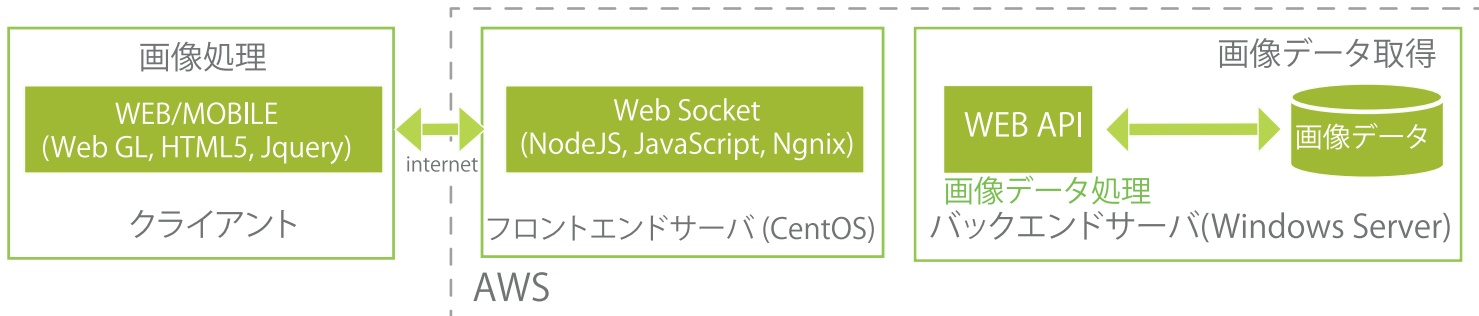 画像処理
WEB/MOBILE
(Web GL, HTML5, Jquery)
クライアント
internet
Web Socket
(NodeJS, JavaScript, Ngnix)
フロントエンドサーバ (CentOS)
画像データ取得
WEB API
画像データ
画像データ処理
バックエンドサーバ(Windows Server)
AWS